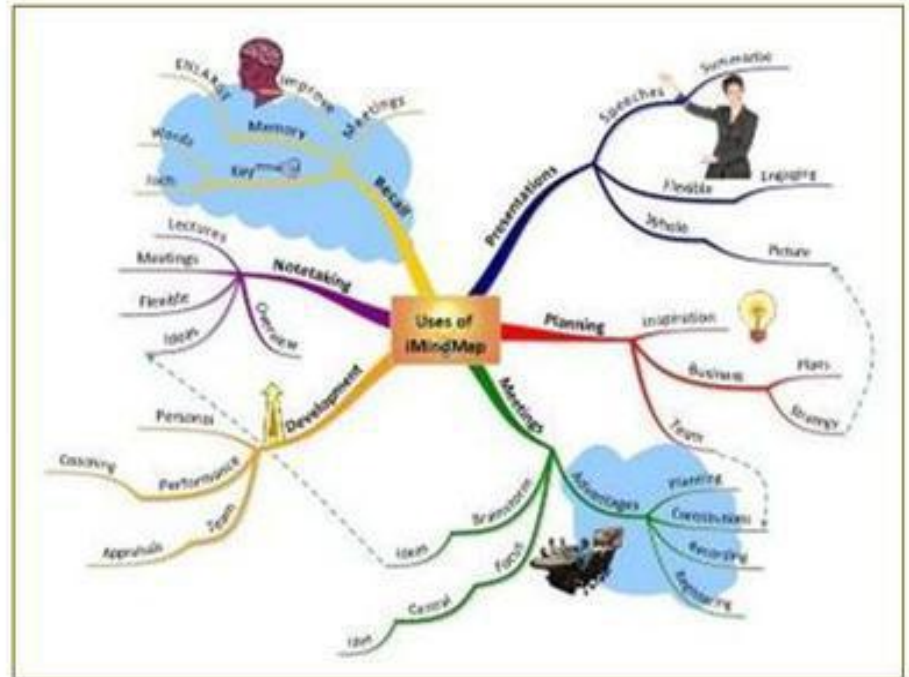 Uses of
iMindMap
Presentations
Speeches
Summarise
Flexible
Engaging
Whole
Picture
Planning
Inspiration
Business
Plans
Strategy
Team
Meetings
Advantages
Planning
Contributions
Recording
Brainstorm
Ideas
Focus
Central
Idea
Development
Personal
Performance
Coaching
Team
Appraisals
Notetaking
Lectures
Meetings
Flexible
Ideas
Overview
Recall
Meetings
Improve
Memory
ENLARGE
Key
Words